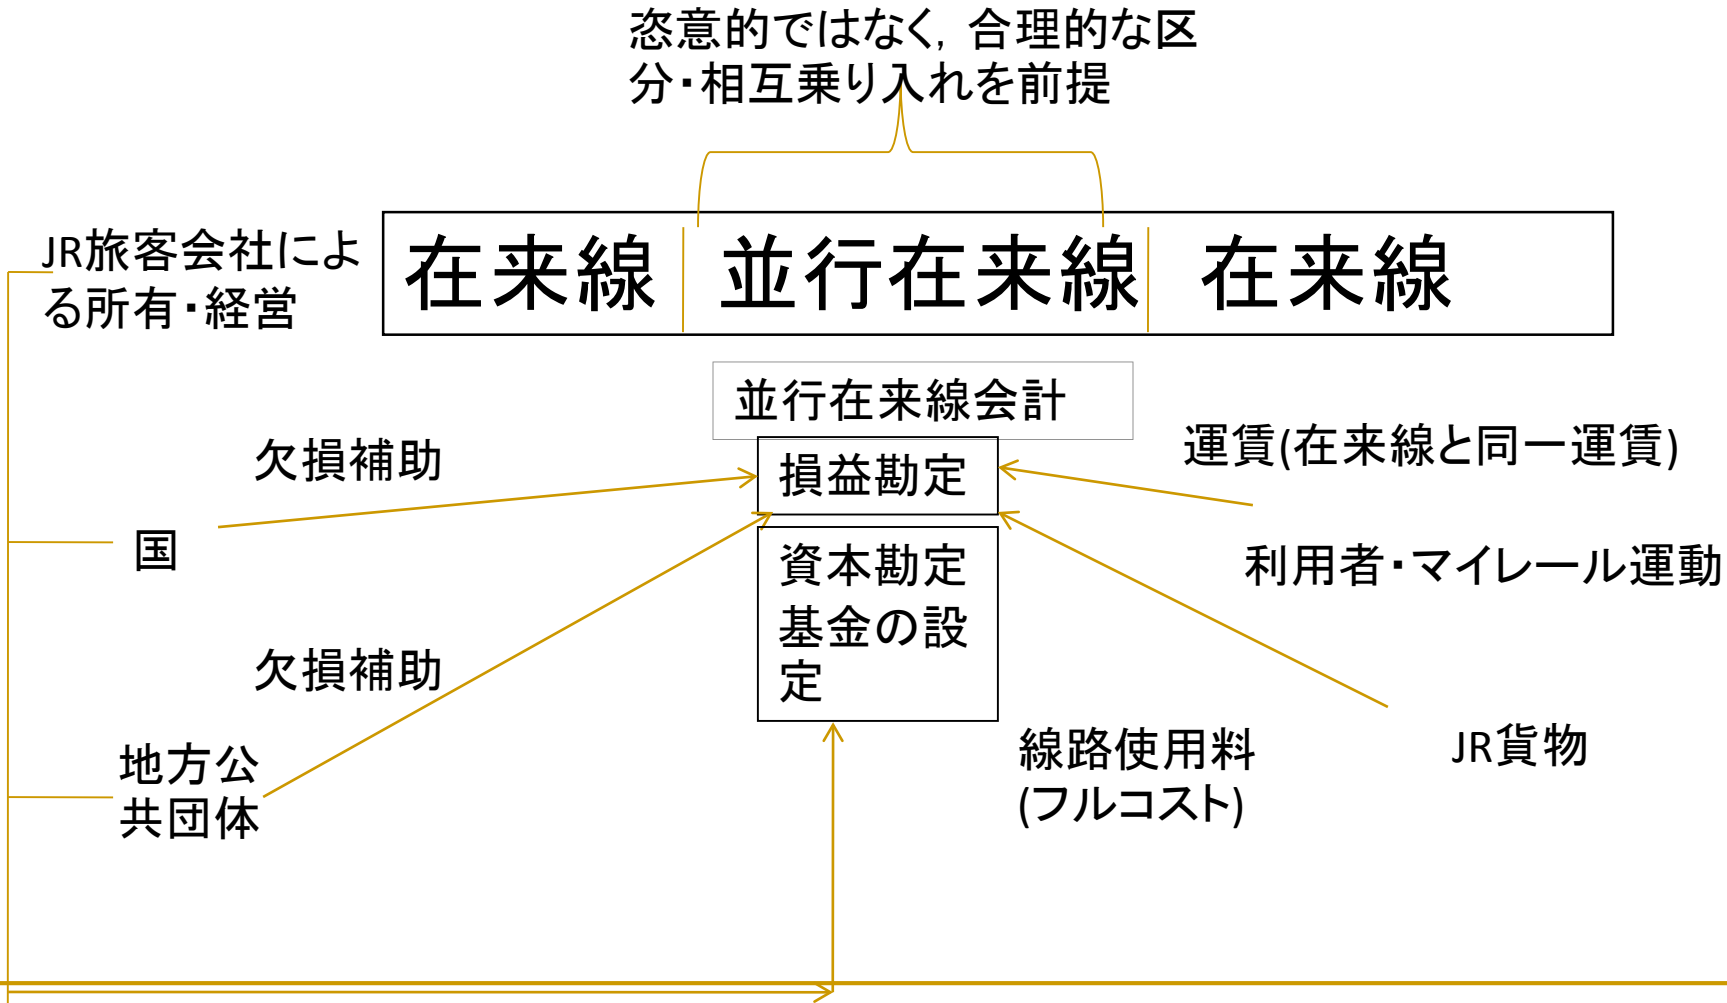 恣意的ではなく，合理的な区
分・相互乗り入れを前提
JR旅客会社によ
る所有・経営
在来線
並行在来線
在来線
並行在来線会計
欠損補助
損益勘定
運賃(在来線と同一運賃)
国
資本勘定
基金の設
定
利用者・マイレール運動
欠損補助
地方公
共団体
線路使用料
(フルコスト)
JR貨物